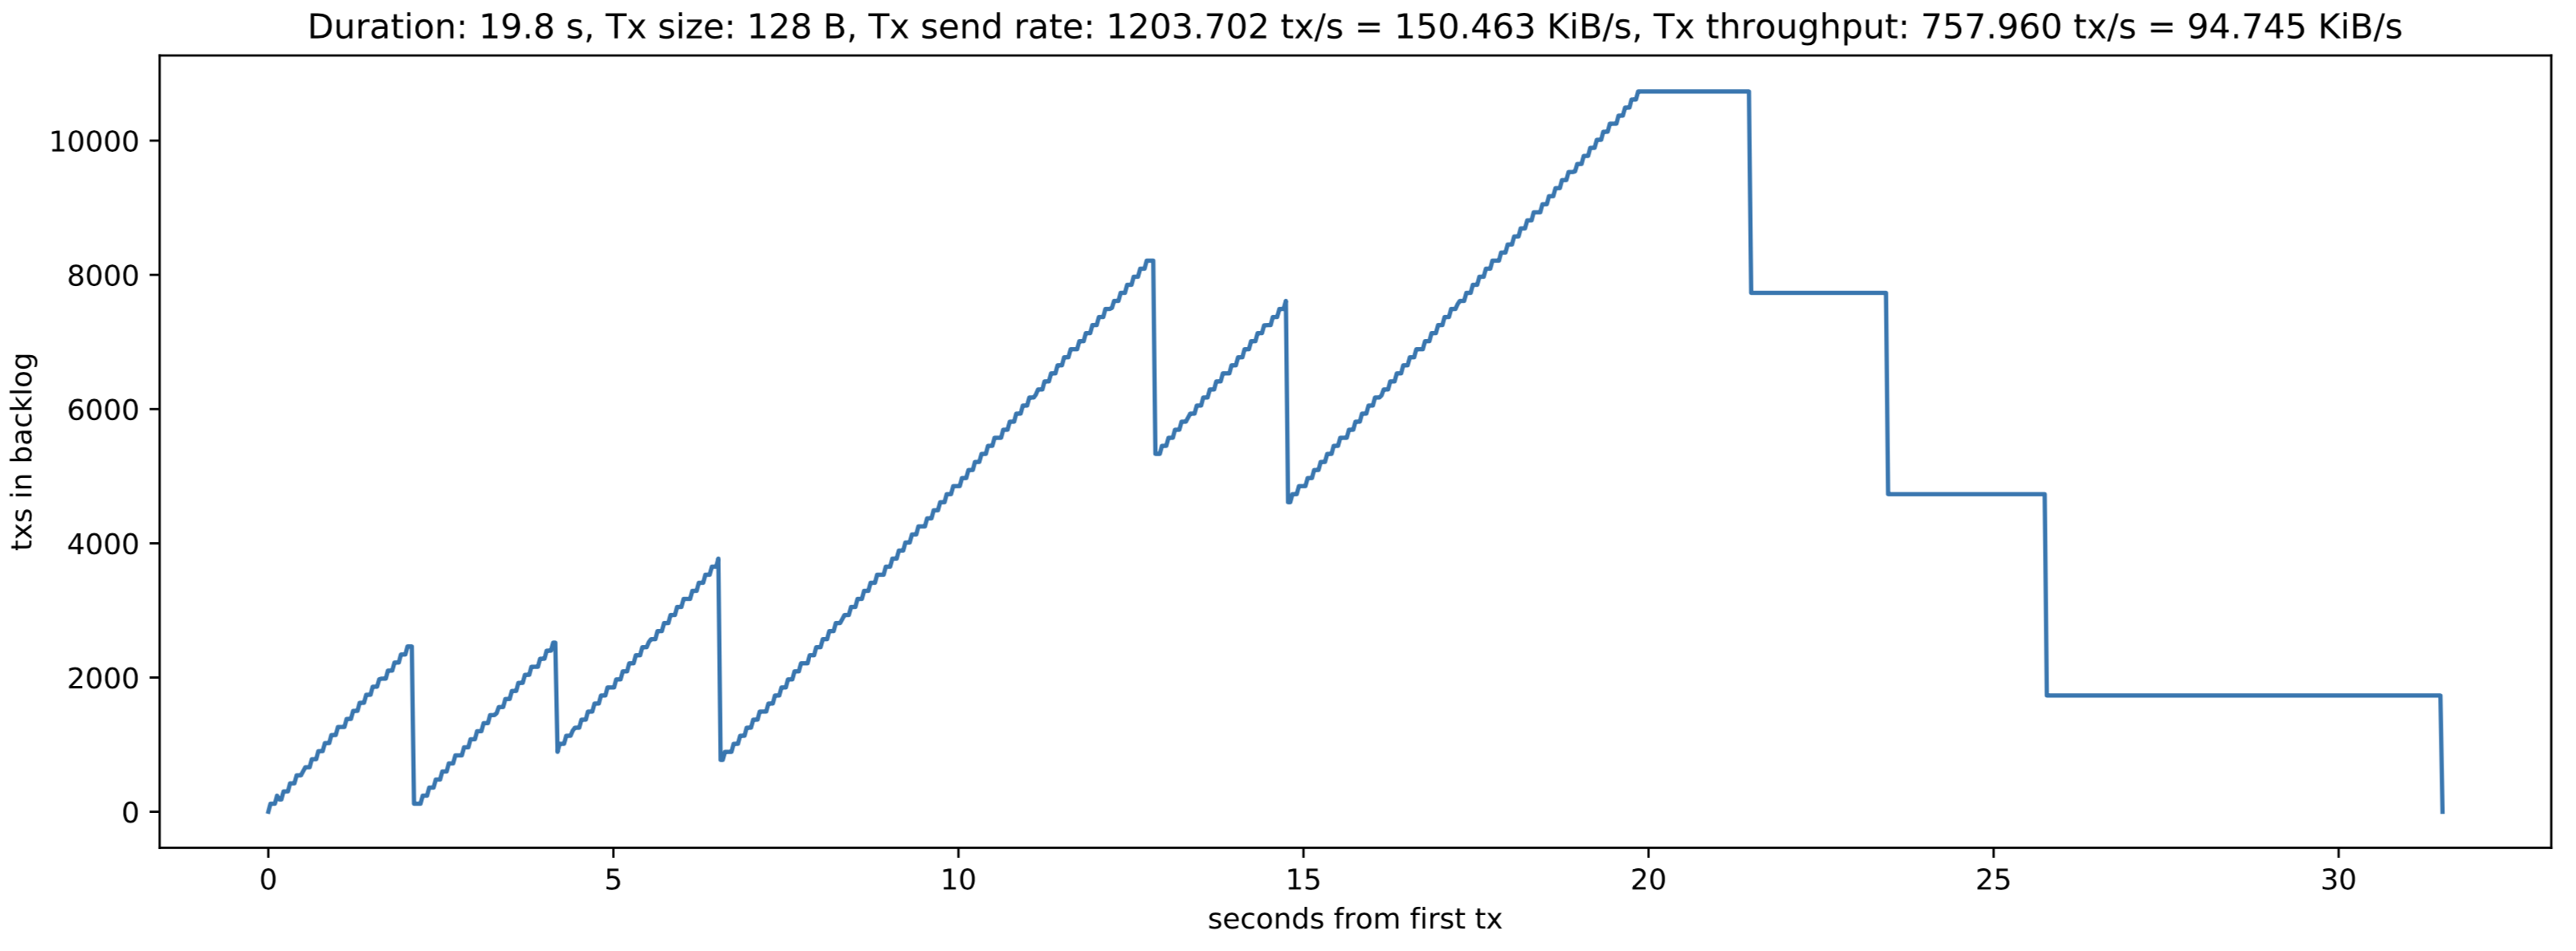 Duration: 19.8 s, Tx size: 128 B, Tx send rate: 1203.702 tx/s = 150.463 KiB/s, Tx throughput: 757.960 tx/s = 94.745 KiB/s
10000
8000
6000
4000
2000
0
txs in backlog
0 5 10 15 20 25 30
seconds from first tx